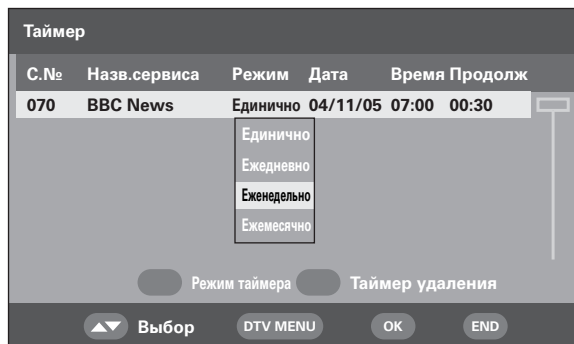 Таймер
С.№ Назв.сервиса Режим Дата Время Продолж
070 BBC News Единично 04/11/05 07:00 00:30
Единично
Ежедневно
Еженедельно
Ежемесячно
Режим таймера Таймер удаления
Выбор DTV MENU OK END